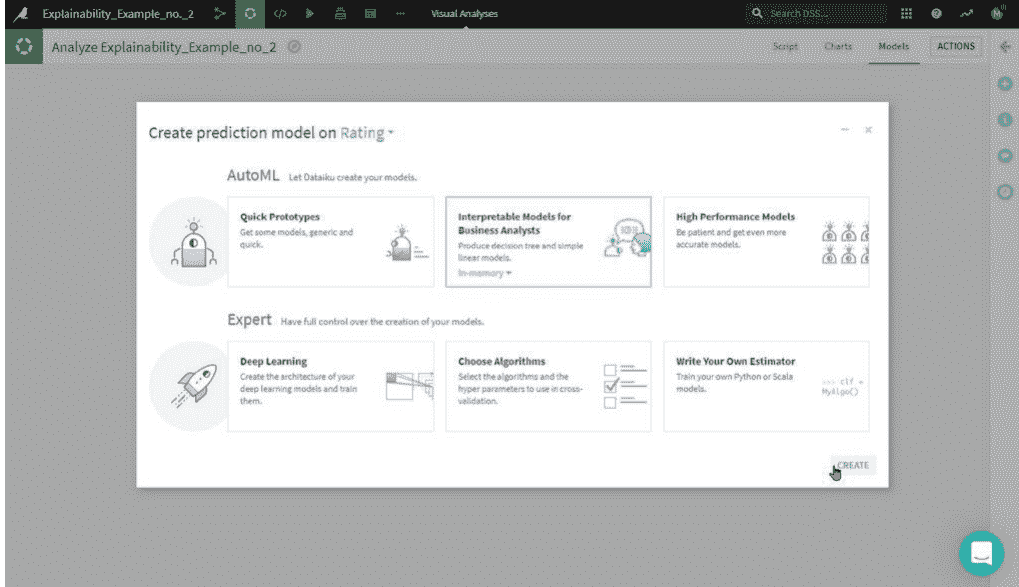 Explainability_Example_no._2
Visual Analyses
Search DSS...
Analyze Explainability_Example_no_2
Script
Charts
Models
ACTIONS
Create prediction model on Rating
AutoML Let Dataiku create your models.
Quick Prototypes
Get some models, generic and
quick.
Interpretable Models for
Business Analysts
Produce decision tree and simple
linear models.
In-memory
High Performance Models
Be patient and get even more
accurate models.
Expert Have full control over the creation of your models.
Deep Learning
Create the architecture of your
deep learning models and train
them.
Choose Algorithms
Select the algorithms and the
hyper parameters to use in cross-
validation.
Write Your Own Estimator
Train your own Python or Scala
models.
>>> clf =
MyAlgo()
CREATE